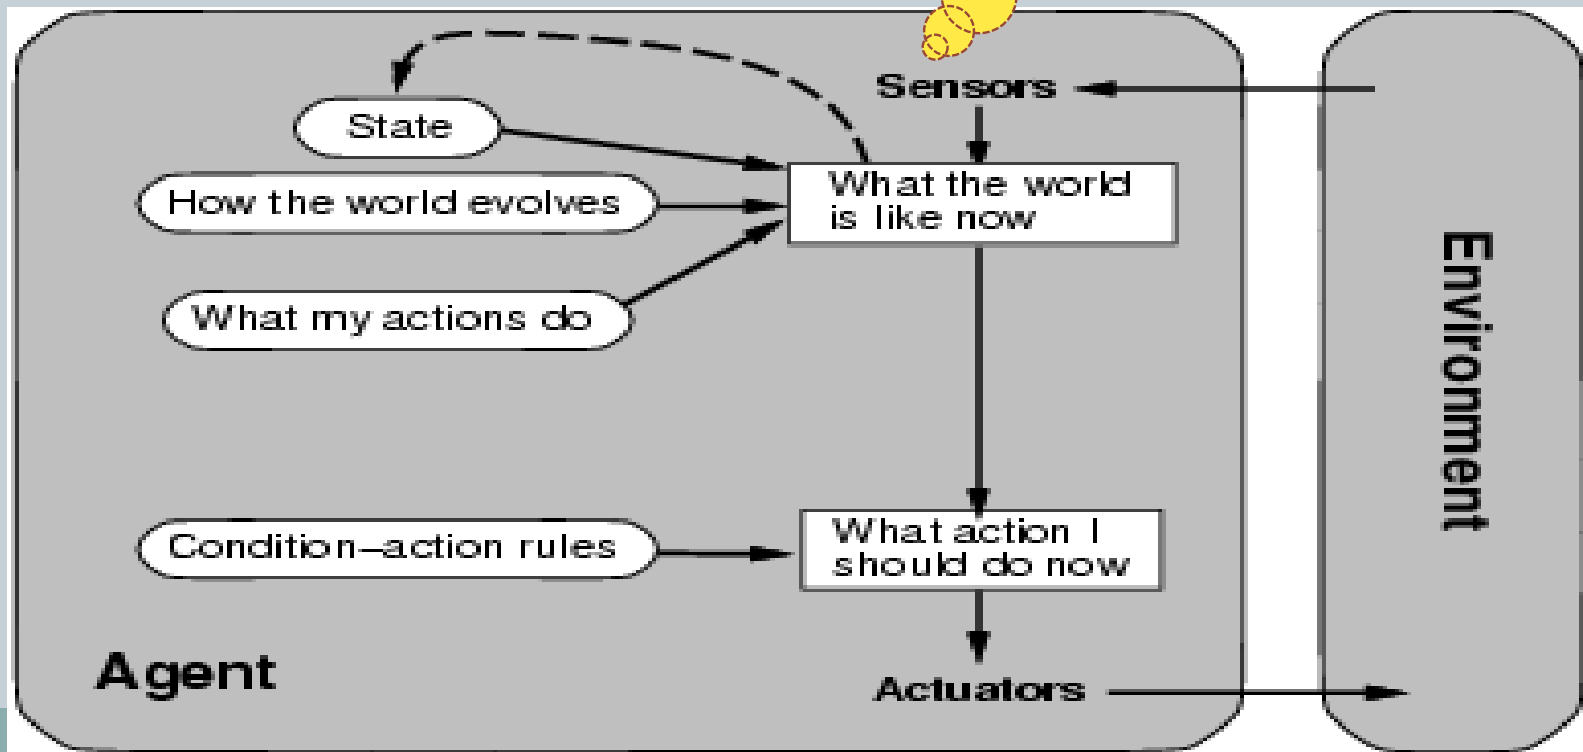 Sensors
State
What the world
is like now
How the world evolves
What my actions do
Condition–action rules
What action I
should do now
Agent
Actuators
Environment